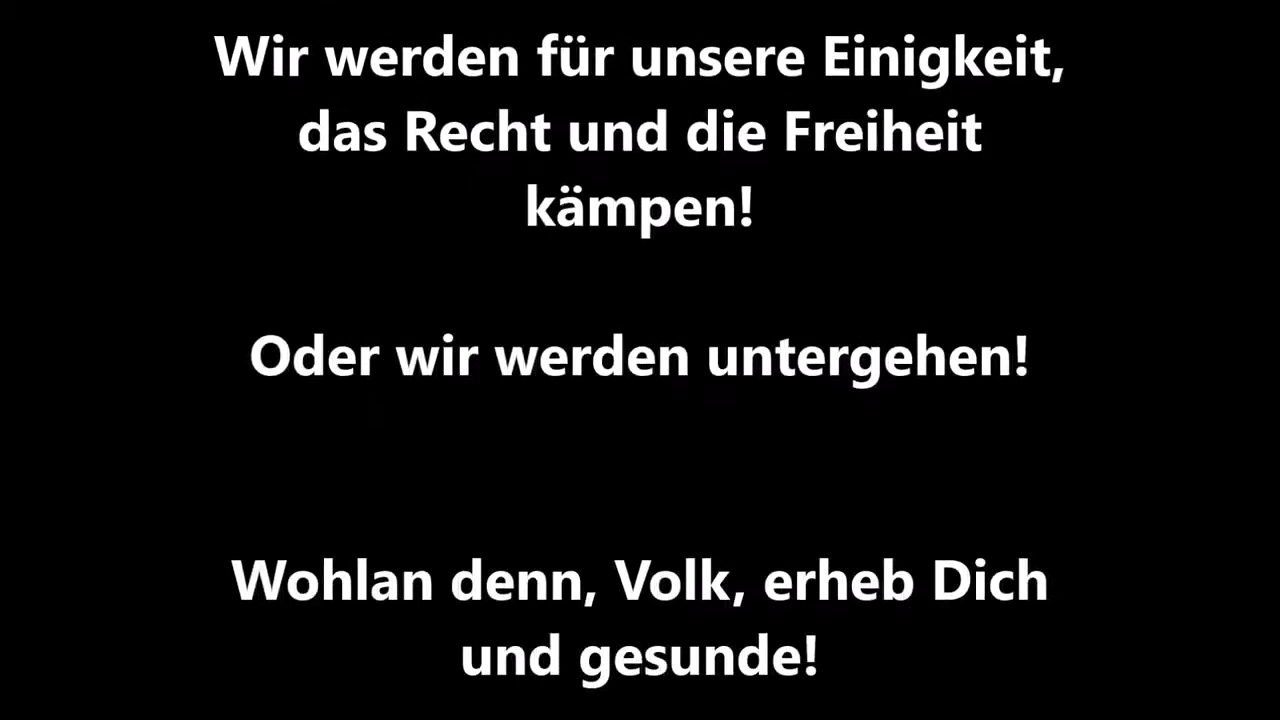 Wir werden für unsere Einigkeit,
das Recht und die Freiheit
kämpen!
Oder wir werden untergehen!
Wohlan denn, Volk, erheb Dich
und gesunde!